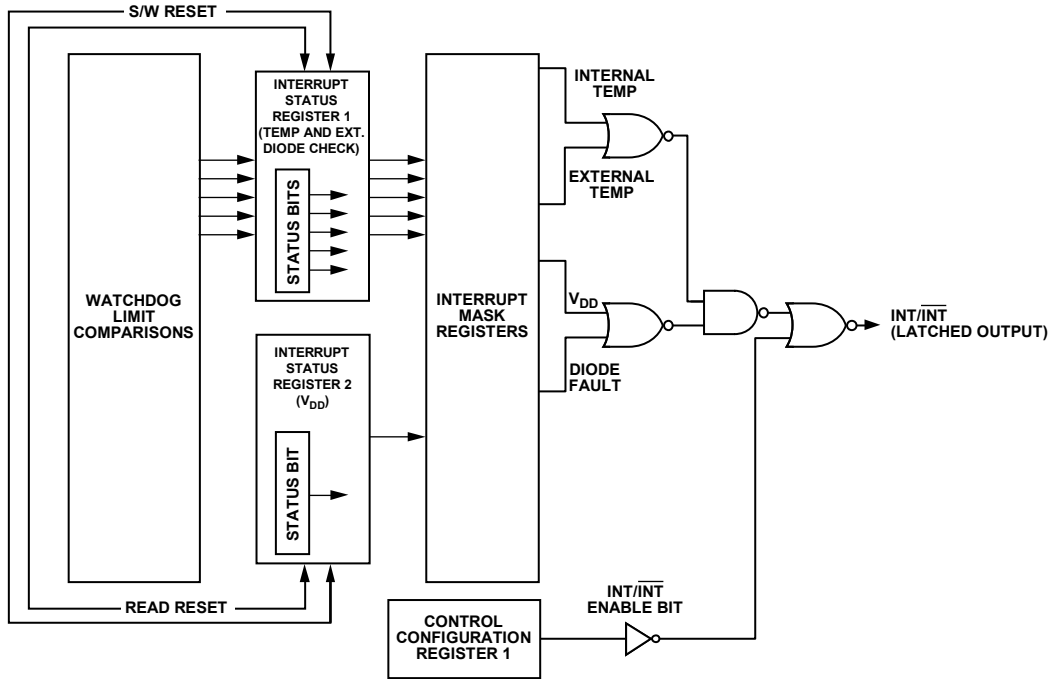 S/W RESET
INTERRUPT
STATUS
REGISTER 1
(TEMP AND EXT.
DIODE CHECK)
STATUS BITS
WATCHDOG
LIMIT
COMPARISONS
INTERRUPT
STATUS
REGISTER 2
(VDD)
STATUS BIT
READ RESET
INTERRUPT
MASK
REGISTERS
INTERNAL
TEMP
EXTERNAL
TEMP
VDD
DIODE
FAULT
INT/INT
(LATCHED OUTPUT)
INT/INT
ENABLE BIT
CONTROL
CONFIGURATION
REGISTER 1